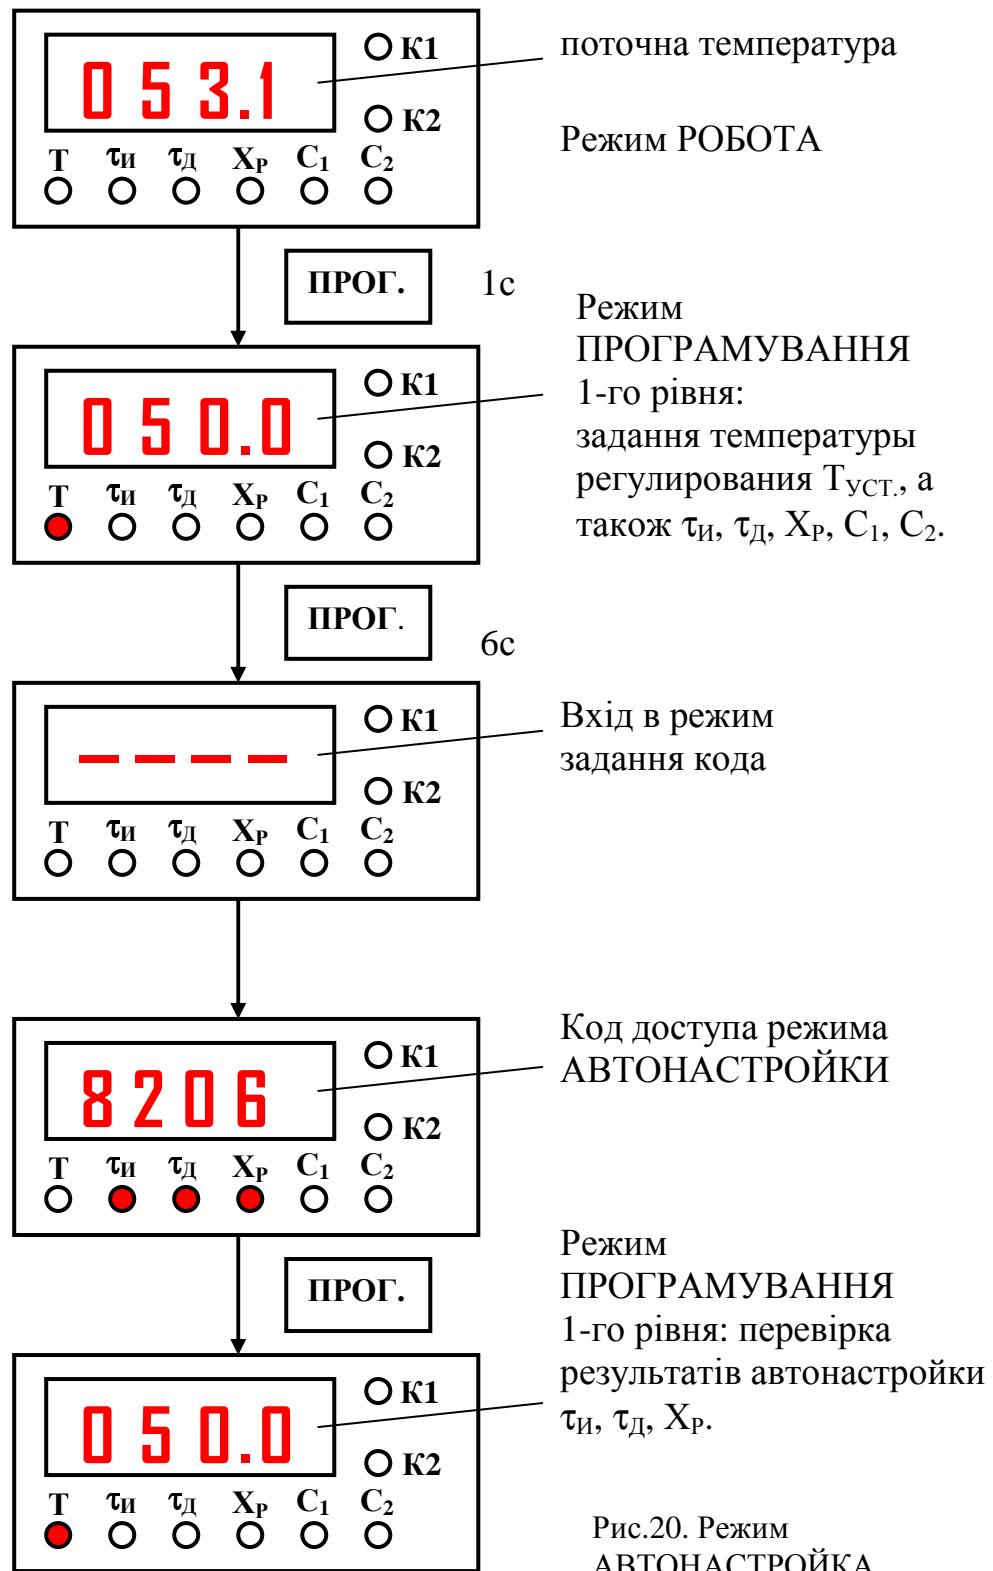 053.1
К1
К2
Т τИ τД ХР С1 С2
поточна температура
Режим РОБОТА
ПРОГ.
1с
050.0
К1
К2
Т τИ τД ХР С1 С2
Режим
ПРОГРАМУВАННЯ
1-го рівня:
задання температуры
регулирования ТУСТ., а
також τИ, τД, ХР, С1, С2.
ПРОГ.
6с
– – – –
К1
К2
Т τИ τД ХР С1 С2
Вхід в режим
задання кода
8206
К1
К2
Т τИ τД ХР С1 С2
Код доступа режима
АВТОНАСТРОЙКИ
ПРОГ.
Режим
ПРОГРАМУВАННЯ
1-го рівня: перевірка
результатів автонастройки
τИ, τД, ХР.
050.0
К1
К2
Т τИ τД ХР С1 С2
Рис.20. Режим
АВТОНАСТРОЙКА